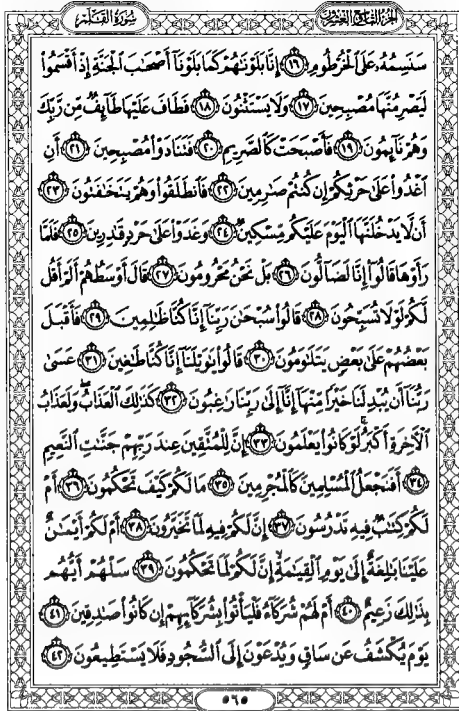 الجزء التاسع والعشرون
سورة القلم
سَنَسِمُهُۥ عَلَى ٱلْخُرْطُومِ ١٦ إِنَّا بَلَوْنَٰهُمْ كَمَا بَلَوْنَآ أَصْحَٰبَ ٱلْجَنَّةِ إِذْ أَقْسَمُوا۟
لَيَصْرِمُنَّهَا مُصْبِحِينَ ١٧ وَلَا يَسْتَثْنُونَ ١٨ فَطَافَ عَلَيْهَا طَآئِفٌ مِّن رَّبِّكَ
وَهُمْ نَآئِمُونَ ١٩ فَأَصْبَحَتْ كَٱلصَّرِيمِ ٢٠ فَتَنَادَوْا۟ مُصْبِحِينَ ٢١ أَنِ
ٱغْدُوا۟ عَلَىٰ حَرْثِكُمْ إِن كُنتُمْ صَٰرِمِينَ ٢٢ فَٱنطَلَقُوا۟ وَهُمْ يَتَخَٰفَتُونَ ٢٣
أَن لَّا يَدْخُلَنَّهَا ٱلْيَوْمَ عَلَيْكُم مِّسْكِينٌ ٢٤ وَغَدَوْا۟ عَلَىٰ حَرْدٍ قَٰدِرِينَ ٢٥ فَلَمَّا
رَأَوْهَا قَالُوٓا۟ إِنَّا لَضَآلُّونَ ٢٦ بَلْ نَحْنُ مَحْرُومُونَ ٢٧ قَالَ أَوْسَطُهُمْ أَلَمْ أَقُل
لَّكُمْ لَوْلَا تُسَبِّحُونَ ٢٨ قَالُوا۟ سُبْحَٰنَ رَبِّنَآ إِنَّا كُنَّا ظَٰلِمِينَ ٢٩ فَأَقْبَلَ
بَعْضُهُمْ عَلَىٰ بَعْضٍ يَتَلَٰوَمُونَ ٣٠ قَالُوا۟ يَٰوَيْلَنَآ إِنَّا كُنَّا طَٰغِينَ ٣١ عَسَىٰ
رَبُّنَآ أَن يُبْدِلَنَا خَيْرًا مِّنْهَآ إِنَّآ إِلَىٰ رَبِّنَا رَٰغِبُونَ ٣٢ كَذَٰلِكَ ٱلْعَذَابُ ۖ وَلَعَذَابُ
ٱلْءَاخِرَةِ أَكْبَرُ ۚ لَوْ كَانُوا۟ يَعْلَمُونَ ٣٣ إِنَّ لِلْمُتَّقِينَ عِندَ رَبِّهِمْ جَنَّٰتِ ٱلنَّعِيمِ
٣٤ أَفَنَجْعَلُ ٱلْمُسْلِمِينَ كَٱلْمُجْرِمِينَ ٣٥ مَا لَكُمْ كَيْفَ تَحْكُمُونَ ٣٦ أَمْ
لَكُمْ كِتَٰبٌ فِيهِ تَدْرُسُونَ ٣٧ إِنَّ لَكُمْ فِيهِ لَمَا تَخَيَّرُونَ ٣٨ أَمْ لَكُمْ أَيْمَٰنٌ
عَلَيْنَا بَٰلِغَةٌ إِلَىٰ يَوْمِ ٱلْقِيَٰمَةِ ۙ إِنَّ لَكُمْ لَمَا تَحْكُمُونَ ٣٩ سَلْهُمْ أَيُّهُم
بِذَٰلِكَ زَعِيمٌ ٤٠ أَمْ لَهُمْ شُرَكَآءُ فَلْيَأْتُوا۟ بِشُرَكَآئِهِمْ إِن كَانُوا۟ صَٰدِقِينَ ٤١
يَوْمَ يُكْشَفُ عَن سَاقٍ وَيُدْعَوْنَ إِلَى ٱلسُّجُودِ فَلَا يَسْتَطِيعُونَ ٤٢
٥٦٥